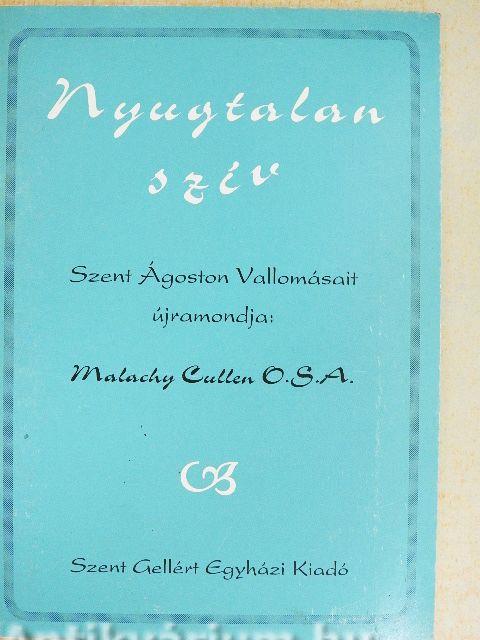 Nyugtalan
szív
Szent Ágoston Vallomásait
újramondja:
Malachy Cullen O.S.A.
Szent Gellért Egyházi Kiadó